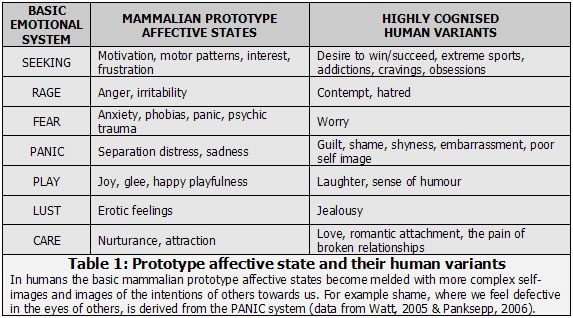 BASIC EMOTIONAL SYSTEM
MAMMALIAN PROTOTYPE AFFECTIVE STATES
HIGHLY COGNISED HUMAN VARIANTS
SEEKING
Motivation, motor patterns, interest,
frustration
Desire to win/succeed, extreme sports,
addictions, cravings, obsessions
RAGE
Anger, irritability
Contempt, hatred
FEAR
Anxiety, phobias, panic, psychic
trauma
Worry
PANIC
Separation distress, sadness
Guilt, shame, shyness, embarrassment, poor
self image
PLAY
Joy, glee, happy playfulness
Laughter, sense of humour
LUST
Erotic feelings
Jealousy
CARE
Nurturance, attraction
Love, romantic attachment, the pain of
broken relationships
Table 1: Prototype affective state and their human variants
In humans the basic mammalian prototype affective states become melded with more complex self-
images and images of the intentions of others towards us. For example shame, where we feel defective
in the eyes of others, is derived from the PANIC system (data from Watt, 2005 & Panksepp, 2006).